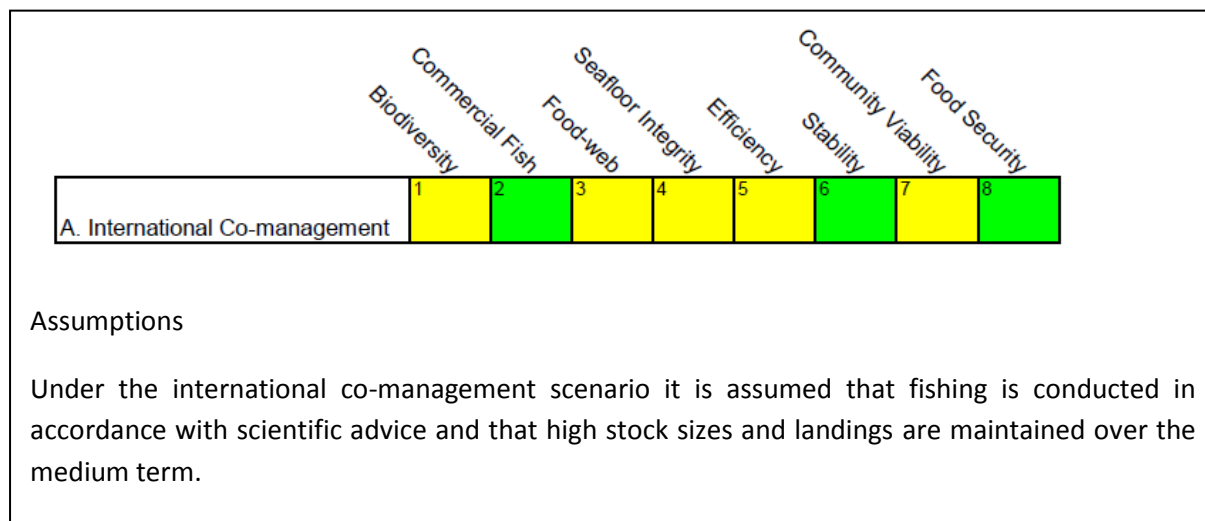 Biodiversity
Commercial Fish
Food-web
Seafloor Integrity
Efficiency
Stability
Community Viability
Food Security
1 2 3 4 5 6 7 8
A. International Co-management
Assumptions
Under the international co-management scenario it is assumed that fishing is conducted in
accordance with scientific advice and that high stock sizes and landings are maintained over the
medium term.